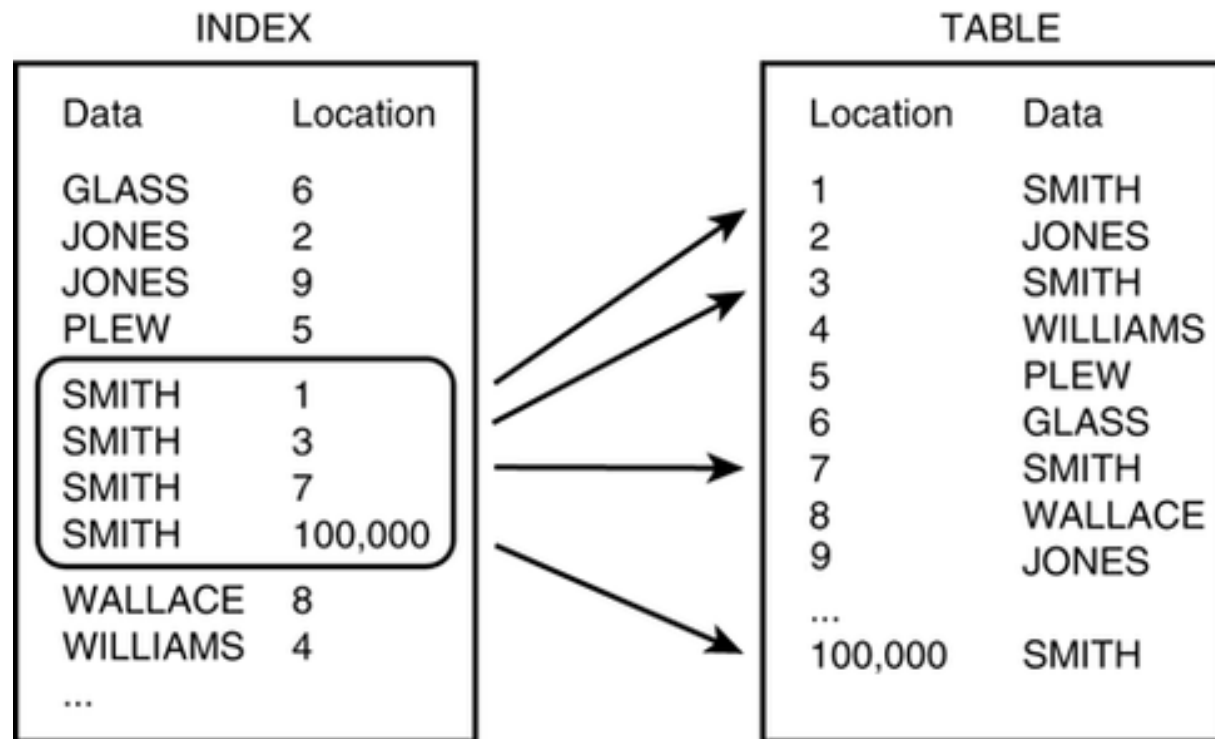 INDEX
Data Location
GLASS 6
JONES 2
JONES 9
PLEW 5
SMITH 1
SMITH 3
SMITH 7
SMITH 100,000
WALLACE 8
WILLIAMS 4
...
TABLE
Location Data
1 SMITH
2 JONES
3 SMITH
4 WILLIAMS
5 PLEW
6 GLASS
7 SMITH
8 WALLACE
9 JONES
...
100,000 SMITH